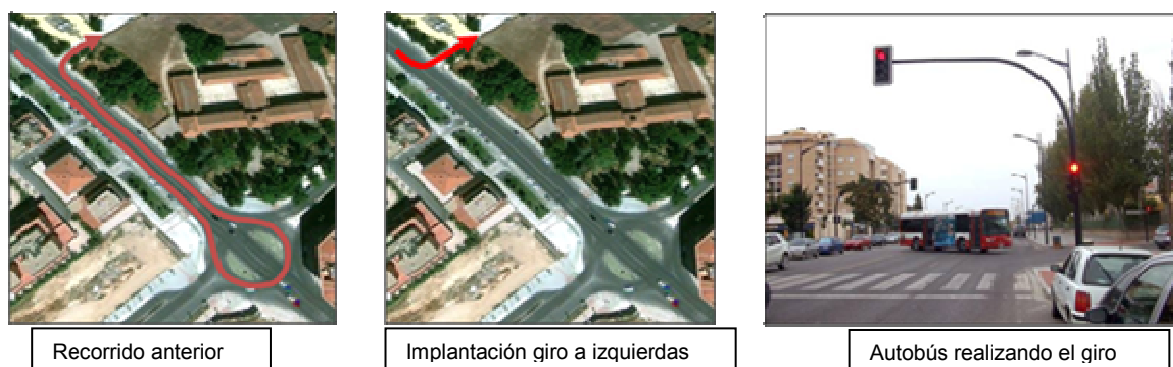 Recorrido anterior
Implantación giro a izquierdas
Autobús realizando el giro